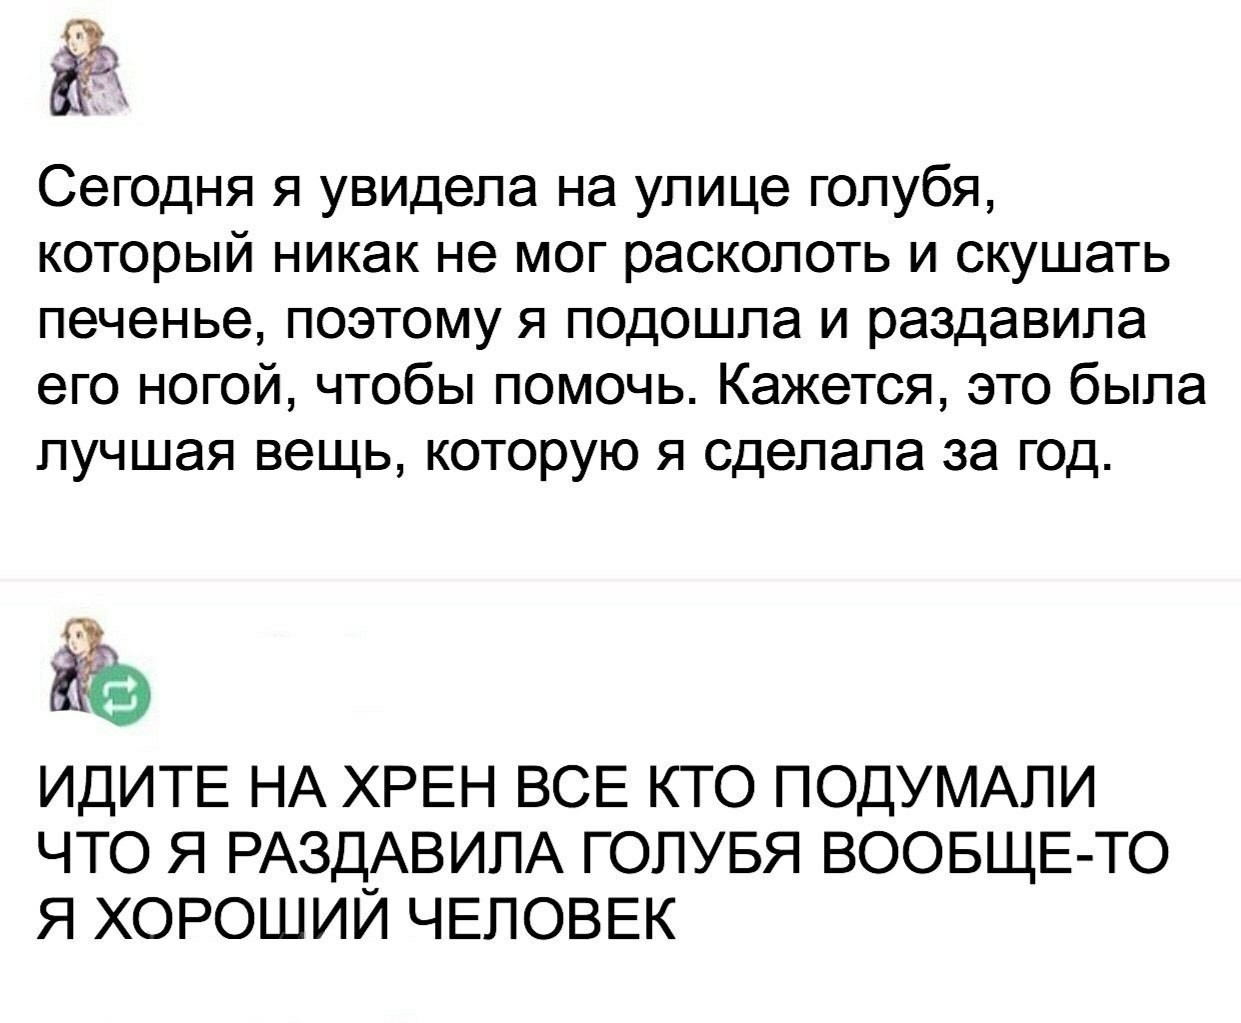 Сегодня я увидела на улице голубя,
который никак не мог расколоть и скушать
печенье, поэтому я подошла и раздавила
его ногой, чтобы помочь. Кажется, это была
лучшая вещь, которую я сделала за год.
ИДИТЕ НА ХРЕН ВСЕ КТО ПОДУМАЛИ
ЧТО Я РАЗДАВИЛА ГОЛУБЯ ВООБЩЕ-ТО
Я ХОРОШИЙ ЧЕЛОВЕК